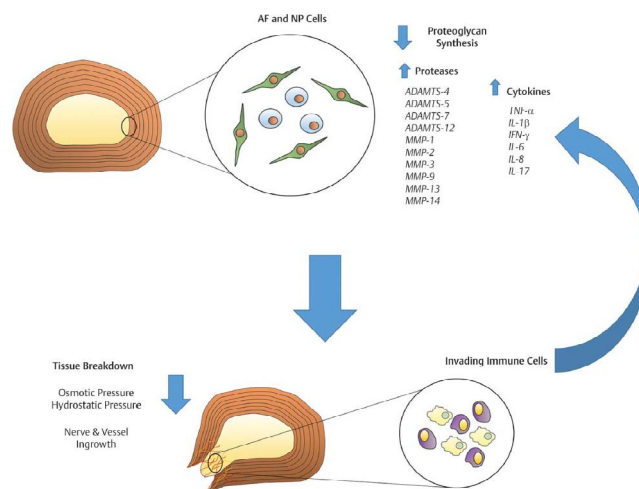 AF and NP Cells
Proteoglycan
Synthesis
Proteases
ADAMTS-4
ADAMTS-5
ADAMTS-7
ADAMTS-12
MMP-1
MMP-2
MMP-3
MMP-9
MMP-13
MMP-14
Cytokines
TNF-α
IL-1β
IFN-γ
IL-6
IL-8
IL-17
Tissue Breakdown
Osmotic Pressure
Hydrostatic Pressure
Nerve & Vessel
Ingrowth
Invading Immune Cells